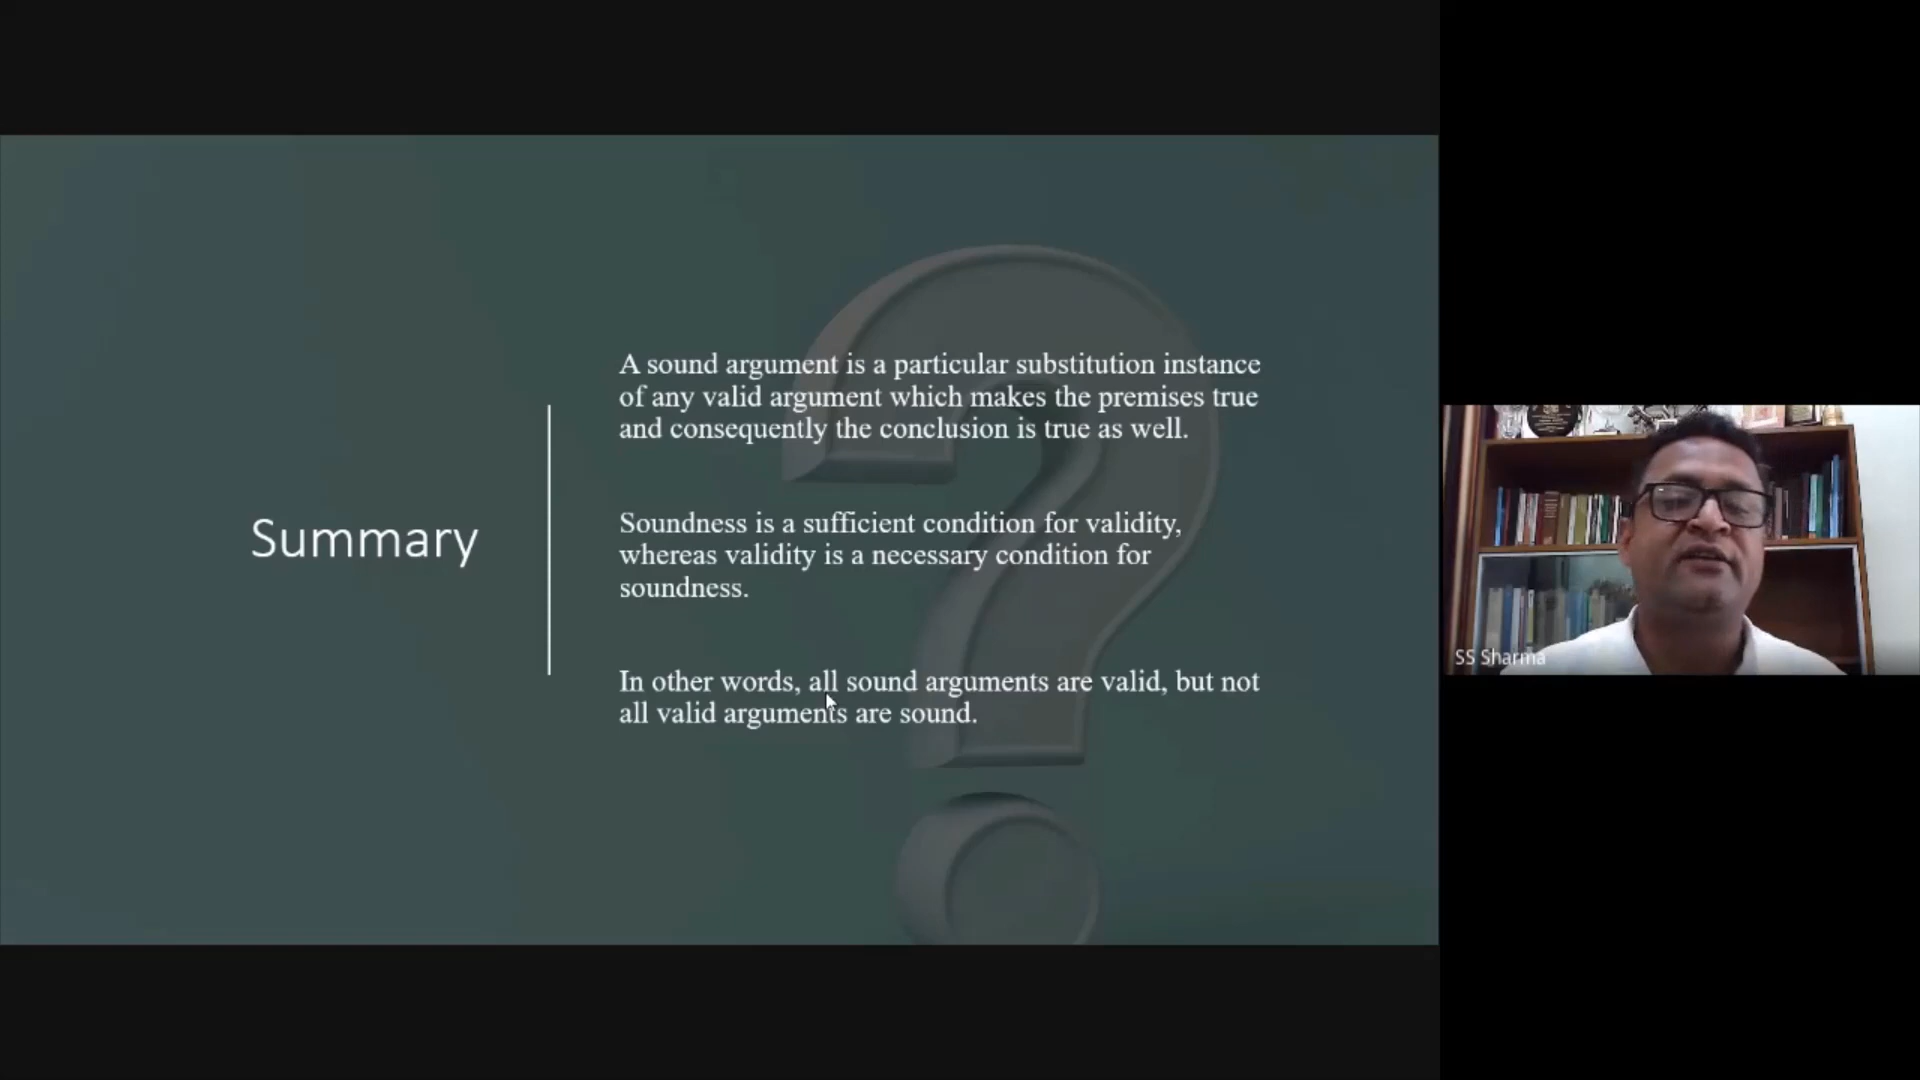 Summary
A sound argument is a particular substitution instance
of any valid argument which makes the premises true
and consequently the conclusion is true as well.
Soundness is a sufficient condition for validity,
whereas validity is a necessary condition for
soundness.
In other words, all sound arguments are valid, but not
all valid arguments are sound.
SS Sharma